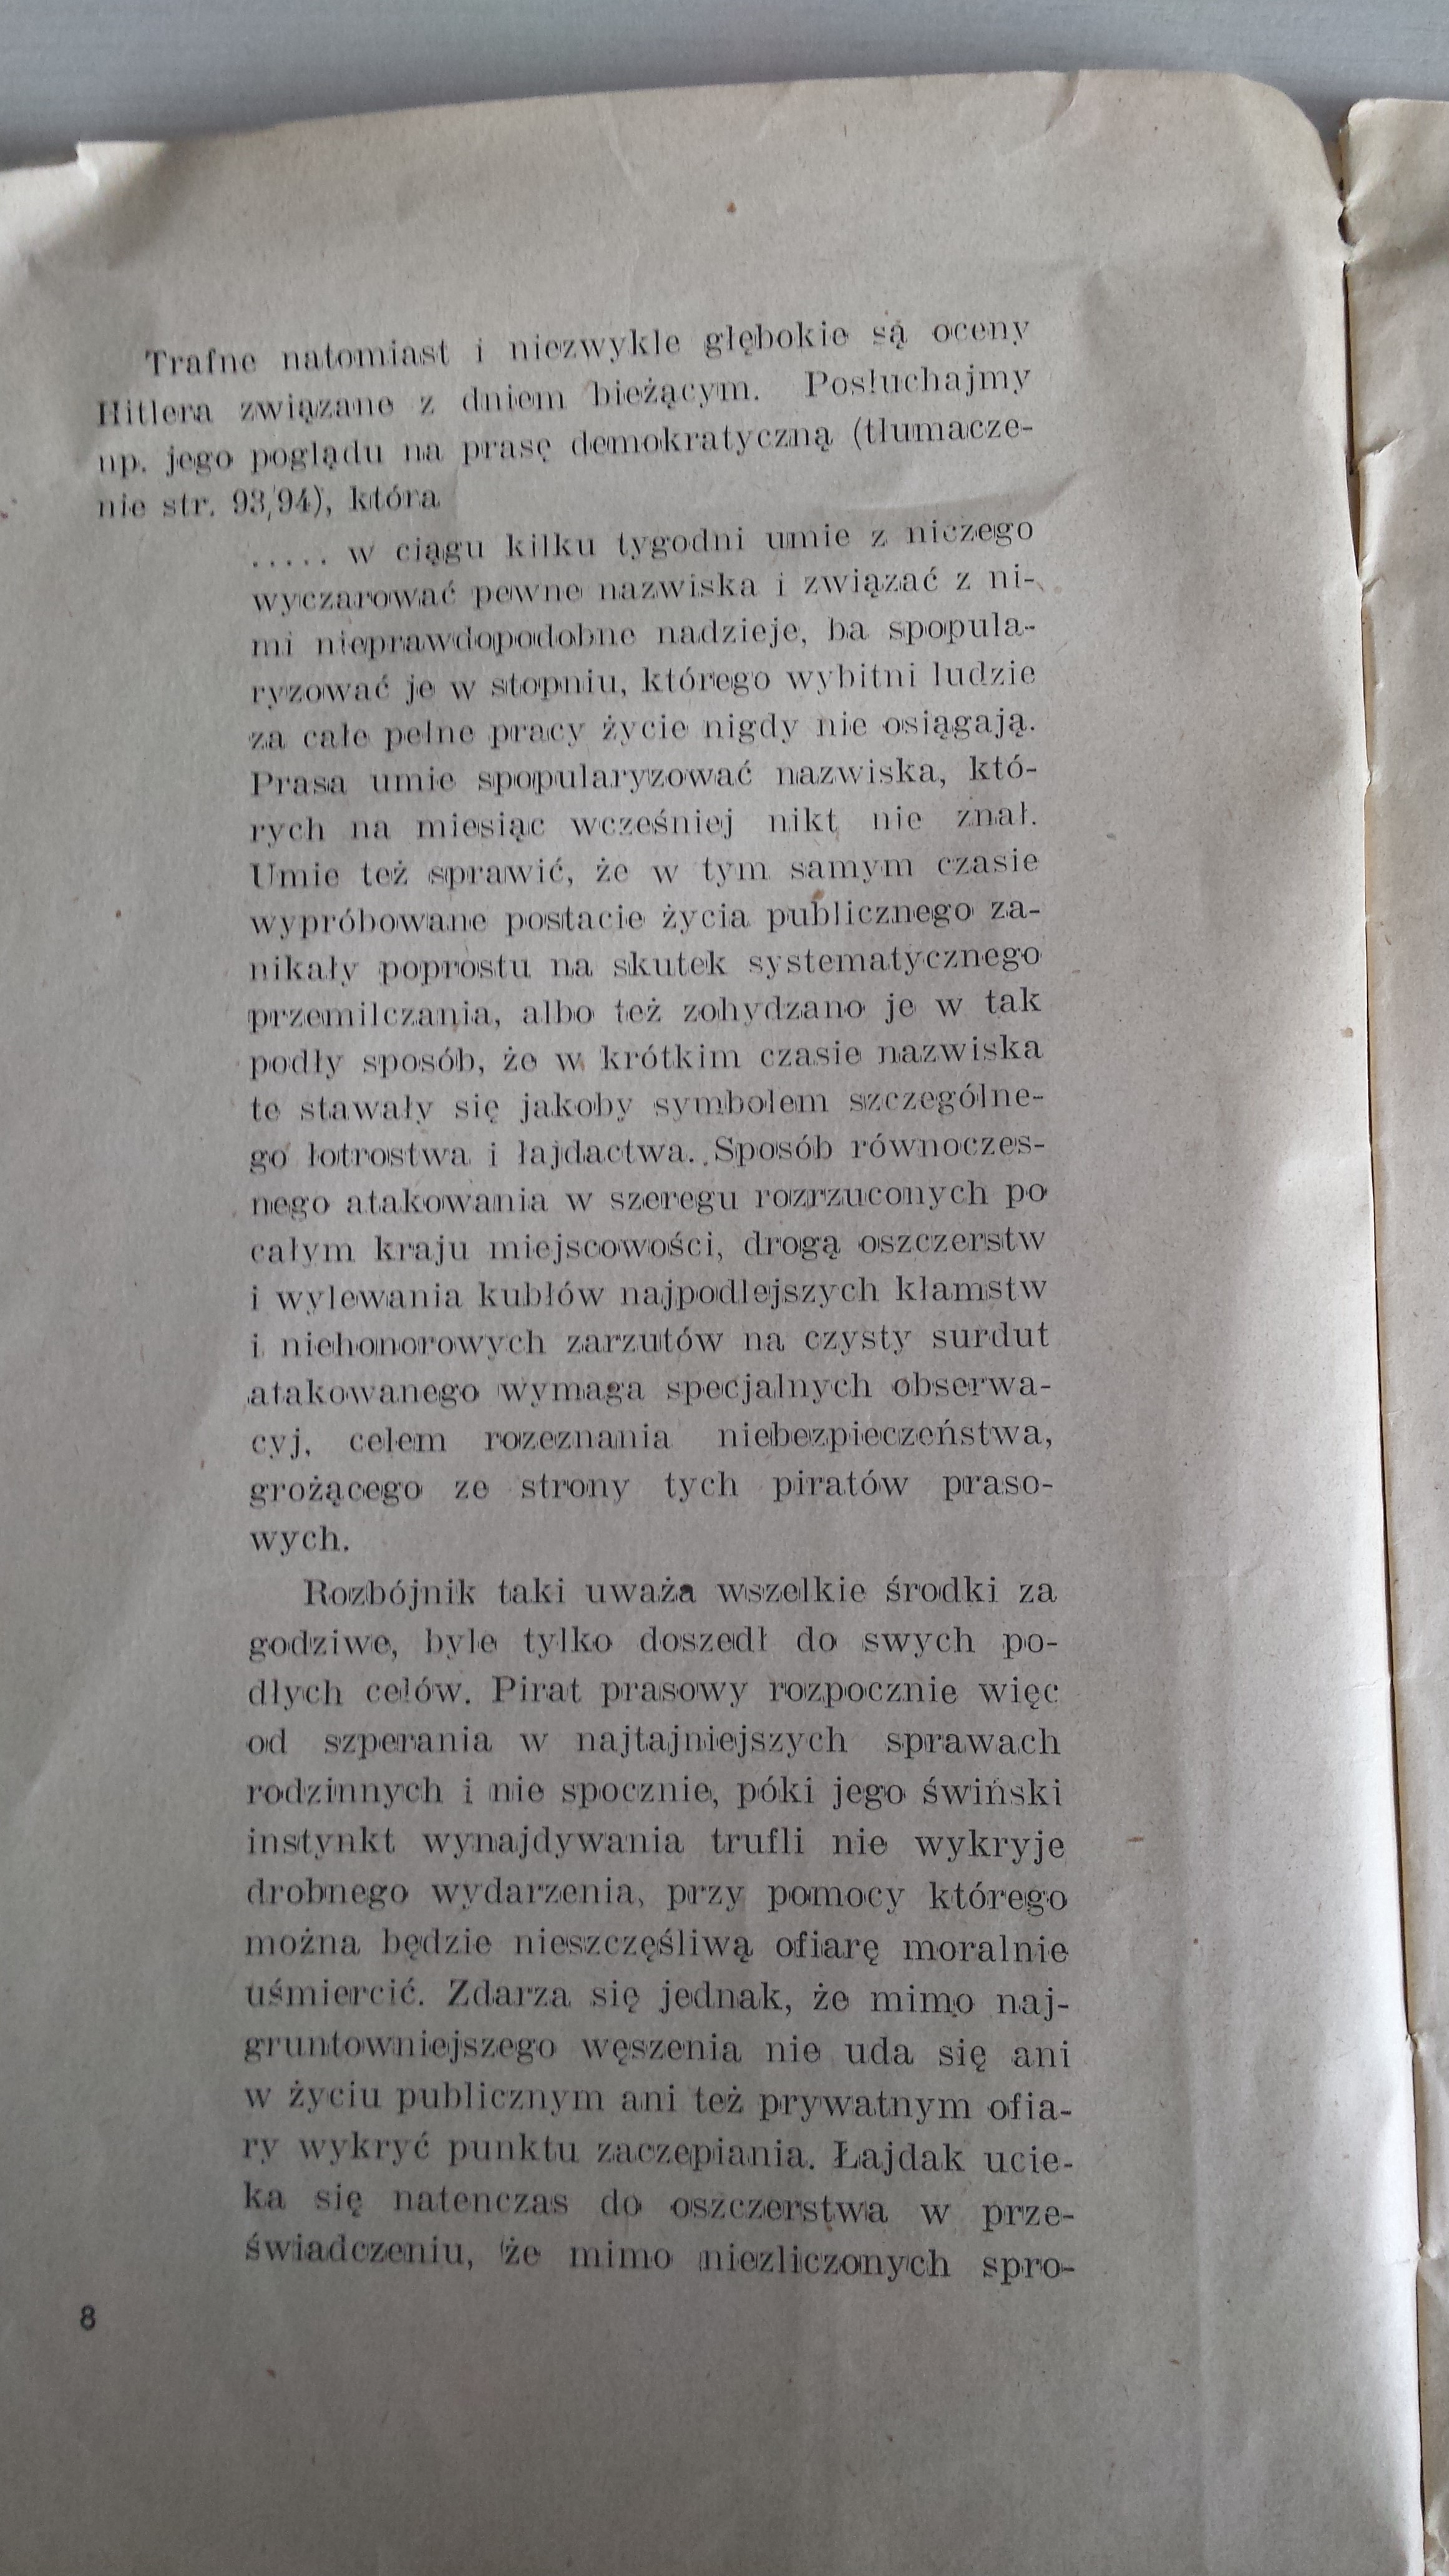 Trafne natomiast i niezwykle głębokie są oceny
Hitlera związane z dniem bieżącym. Posłuchajmy
np. jego poglądu na prasę demokratyczną (tłumacze-
nie str. 93/94), która
..... w ciągu kilku tygodni umie z niczego
wyczarować pewne nazwiska i związać z ni-
mi nieprawdopodobne nadzieje, ba spopula-
ryzować je w stopniu, którego wybitni ludzie
za całe pełne pracy życie nigdy nie osiągają.
Prasa umie spopularyzować nazwiska, któ-
rych na miesiąc wcześniej nikt nie znał.
Umie też sprawić, że w tym samym czasie
wypróbowane postacie życia publicznego za-
nikały poprostu na skutek systematycznego
przemilczania, albo też zohydzano je w tak
podły sposób, że w krótkim czasie nazwiska
te stawały się jakoby symbolem szczególne-
go łotrostwa i łajdactwa. Sposób równoczes-
nego atakowania w szeregu rozrzuconych po
całym kraju miejscowości, drogą oszczerstw
i wylewania kubłów najpodlejszych kłamstw
i niehonorowych zarzutów na czysty surdut
atakowanego wymaga specjalnych obserwa-
cyj, celem rozeznania niebezpieczeństwa,
grożącego ze strony tych piratów praso-
wych.
Rozbójnik taki uważa wszelkie środki za
godziwe, byle tylko doszedł do swych po-
dłych celów. Pirat prasowy rozpocznie więc
od szperania w najtajniejszych sprawach
rodzinnych i nie spocznie, póki jego świński
instynkt wynajdywania trufli nie wykryje
drobnego wydarzenia, przy pomocy którego
można będzie nieszczęśliwą ofiarę moralnie
uśmiercić. Zdarza się jednak, że mimo naj-
gruntowniejszego węszenia nie uda się ani
w życiu publicznym ani też prywatnym ofia-
ry wykryć punktu zaczepiania. Łajdak ucie-
ka się natenczas do oszczerstwa w prze-
świadczeniu, że mimo niezliczonych spro-
8